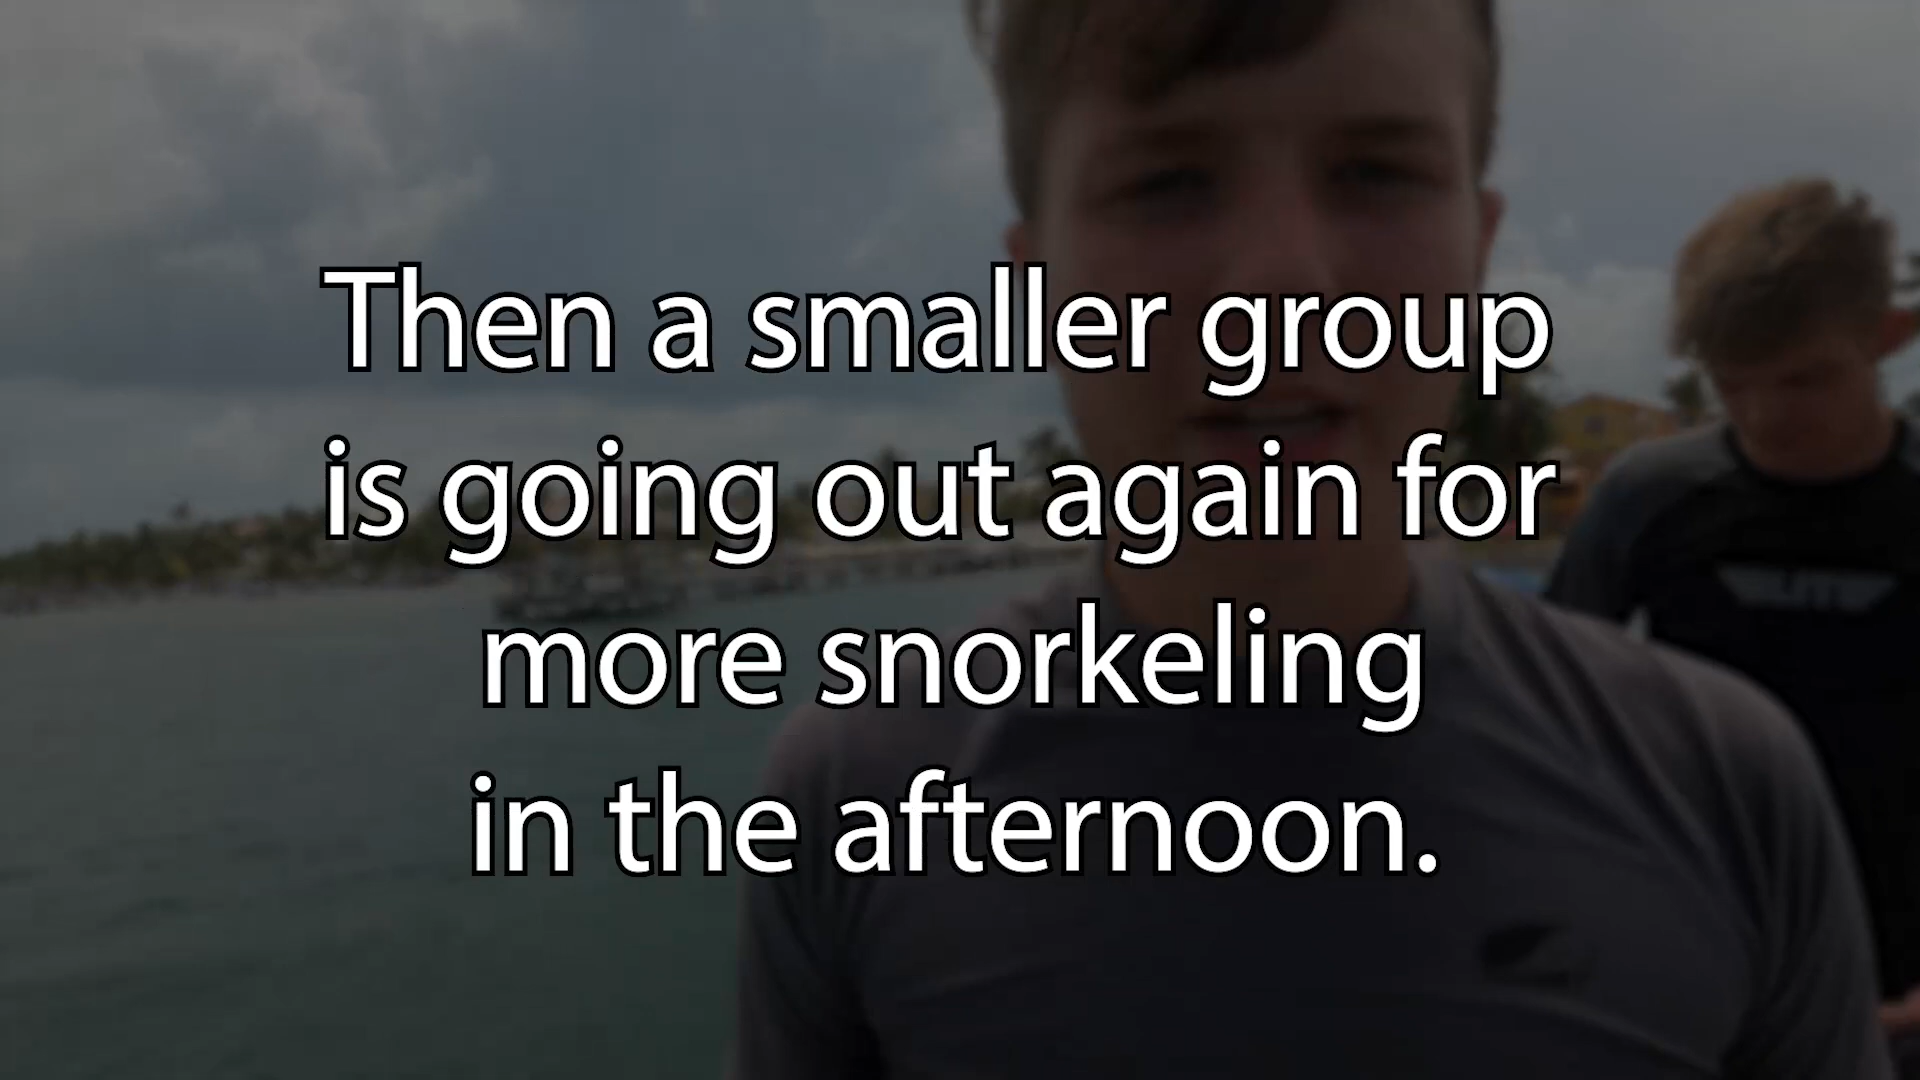 Then a smaller group
is going out again for
more snorkeling
in the afternoon.